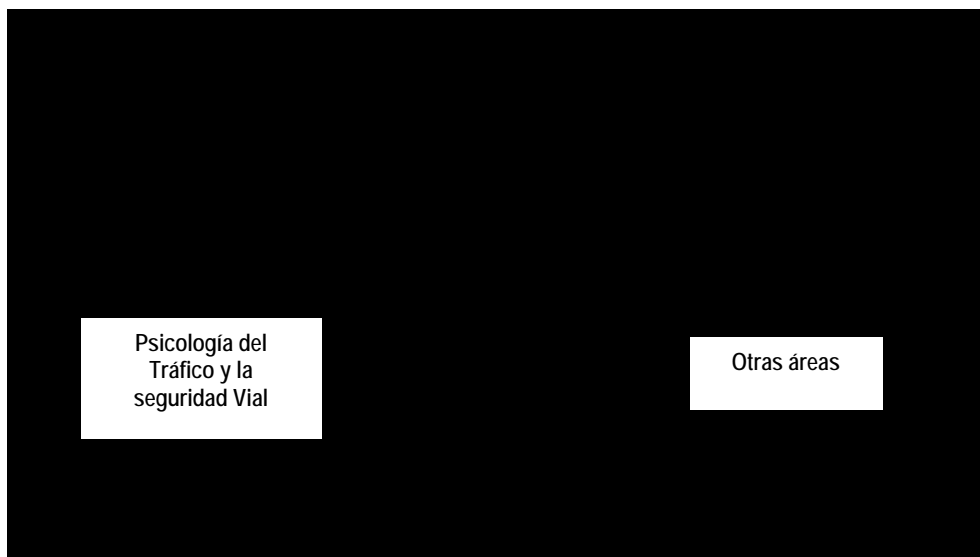 Psicología del
Tráfico y la
seguridad Vial
Otras áreas